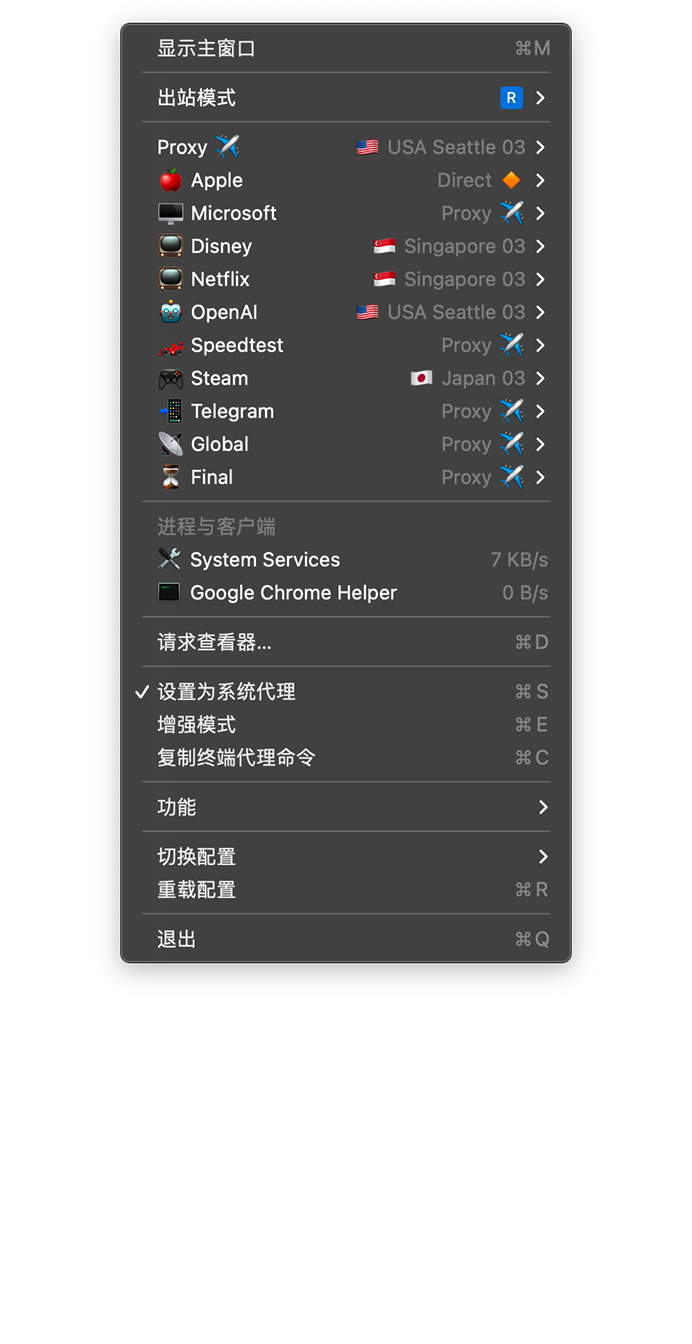 显示主窗口 ⌘M
出站模式 R
Proxy ✈️ 🇺🇸 USA Seattle 03
🍎 Apple Direct 🔸
🖥️ Microsoft Proxy ✈️
📺 Disney 🇸🇬 Singapore 03
📺 Netflix 🇸🇬 Singapore 03
🤖 OpenAI 🇺🇸 USA Seattle 03
🏎️ Speedtest Proxy ✈️
🎮 Steam 🇯🇵 Japan 03
📲 Telegram Proxy ✈️
📡 Global Proxy ✈️
⏳ Final Proxy ✈️
进程与客户端
System Services 7 KB/s
Google Chrome Helper 0 B/s
请求查看器... ⌘D
✓ 设置为系统代理 ⌘S
增强模式 ⌘E
复制终端代理命令 ⌘C
功能
切换配置
重载配置 ⌘R
退出 ⌘Q